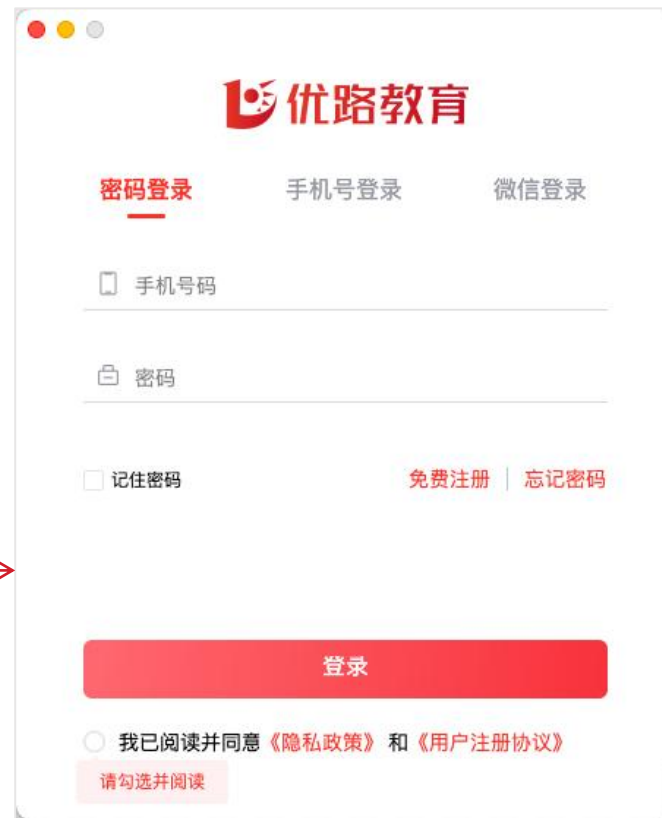 优路教育
密码登录 手机号登录 微信登录
手机号码
密码
记住密码 免费注册 忘记密码
登录
我已阅读并同意《隐私政策》和《用户注册协议》
请勾选并阅读